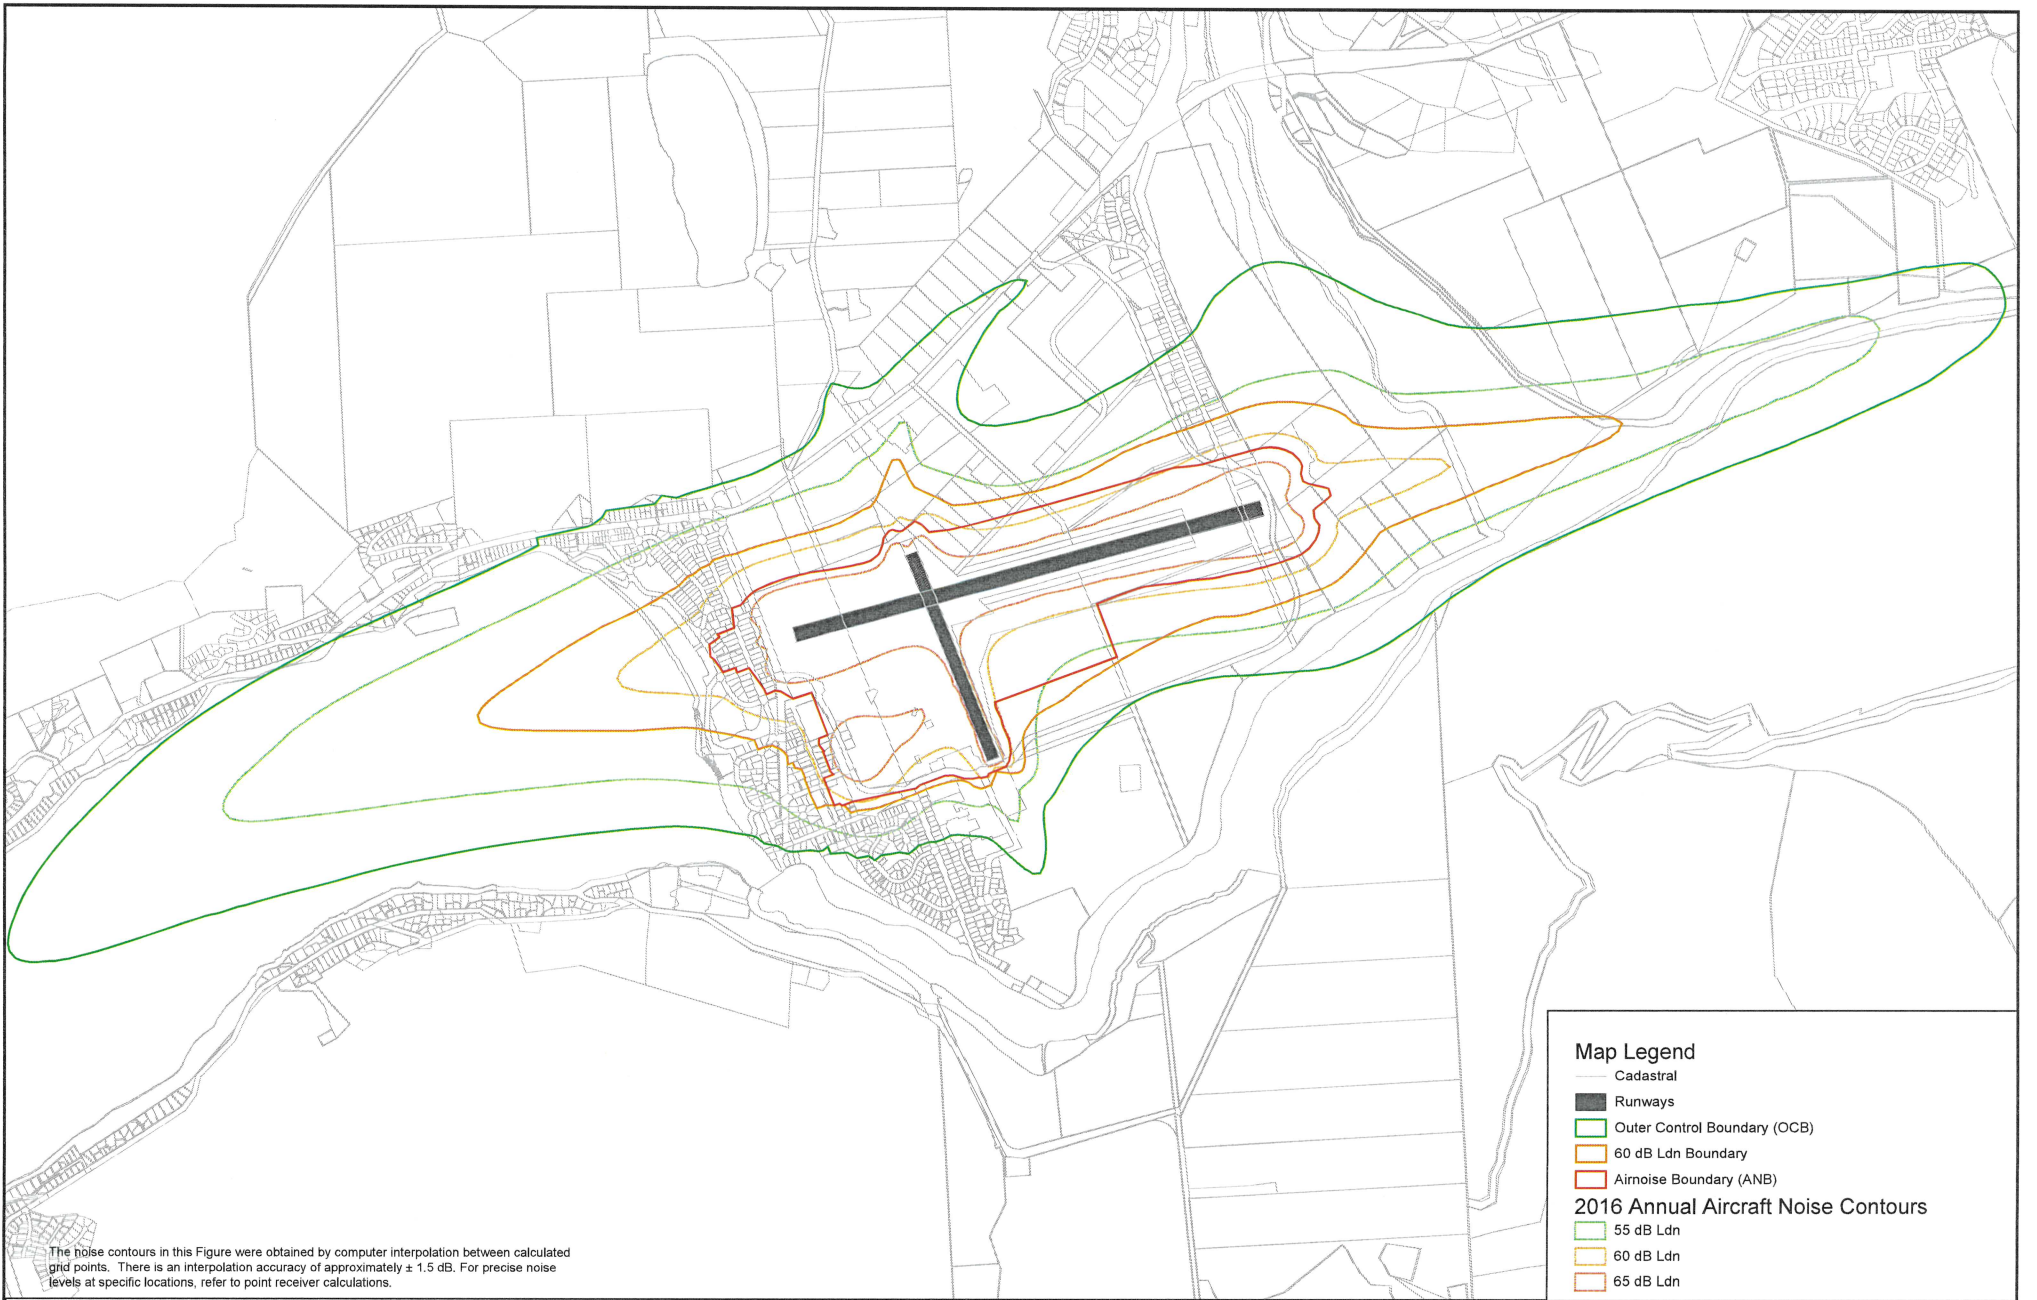 Map Legend
Cadastral
Runways
Outer Control Boundary (OCB)
60 dB Ldn Boundary
Airnoise Boundary (ANB)
2016 Annual Aircraft Noise Contours
55 dB Ldn
60 dB Ldn
65 dB Ldn
The noise contours in this Figure were obtained by computer interpolation between calculated
grid points. There is an interpolation accuracy of approximately ± 1.5 dB. For precise noise
levels at specific locations, refer to point receiver calculations.